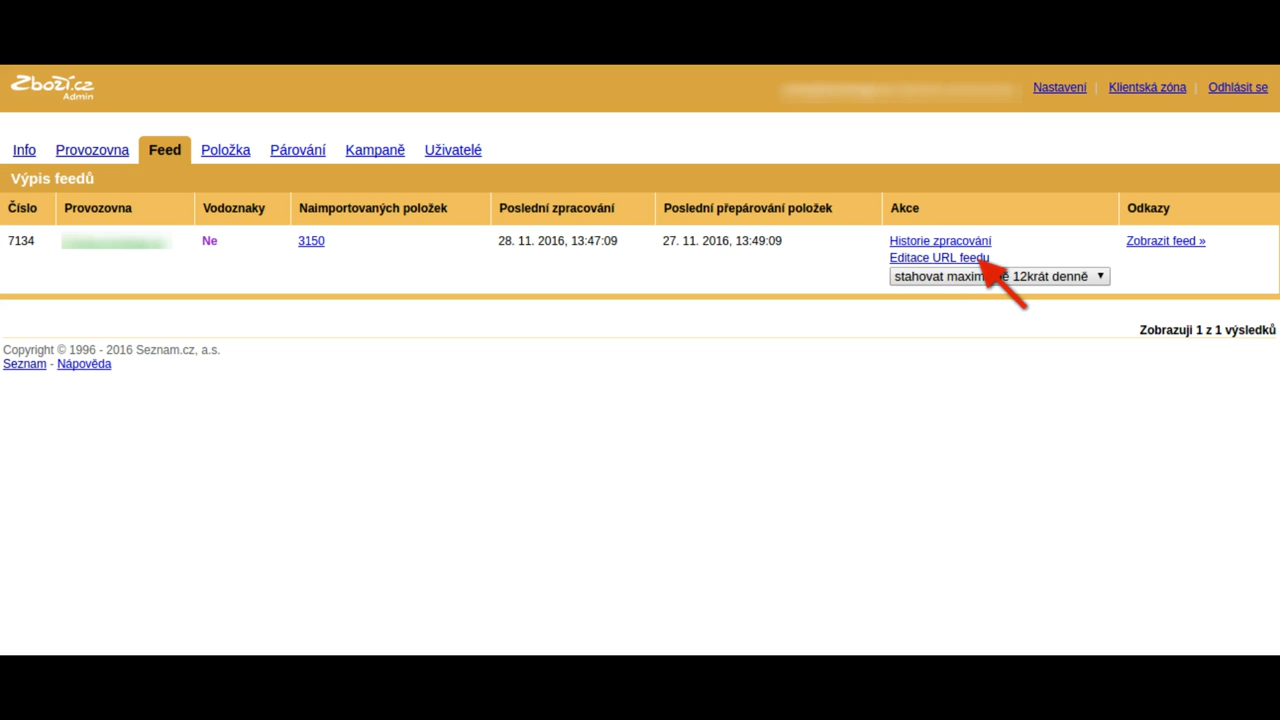 Zboží.cz
Admin
Nastavení | Klientská zóna | Odhlásit se
Info Provozovna Feed Položka Párování Kampaně Uživatelé
Výpis feedů
Číslo Provozovna Vodoznaky Naimportovaných položek Poslední zpracování Poslední přepárování položek Akce Odkazy
7134 Ne 3150 28. 11. 2016, 13:47:09 27. 11. 2016, 13:49:09 Historie zpracování Zobrazit feed »
Editace URL feedu
stahovat maximálně 12krát denně
Zobrazuji 1 z 1 výsledků
Copyright © 1996 - 2016 Seznam.cz, a.s.
Seznam - Nápověda